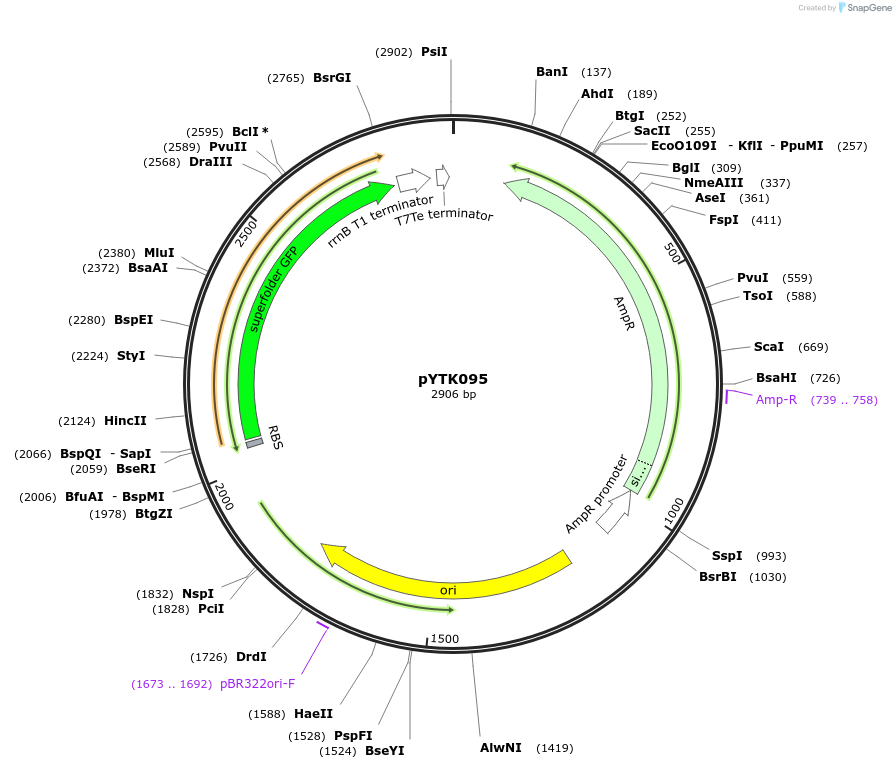 Created by SnapGene
(2902) PsiI
(2765) BsrGI
BanI (137)
AhdI (189)
BtgI (252)
SacII (255)
EcoO109I - KflI - PpuMI (257)
BglI (309)
NmeAIII (337)
AseI (361)
FspI (411)
(2595) BclI *
(2589) PvuII
(2568) DraIII
rrnB T1 terminator
T7Te terminator
2500
500
(2380) MluI
(2372) BsaAI
superfolder GFP
AmpR
PvuI (559)
TsoI (588)
(2280) BspEI
(2224) StyI
ScaI (669)
pYTK095
2906 bp
BsaHI (726)
Amp-R (739 .. 758)
(2124) HincII
RBS
(2066) BspQI - SapI
(2059) BseRI
si...
AmpR promoter
(2006) BfuAI - BspMI
(1978) BtgZI
2000
1000
SspI (993)
BsrBI (1030)
ori
(1832) NspI
(1828) PciI
1500
(1726) DrdI
(1673 .. 1692) pBR322ori-F
(1588) HaeII
(1528) PspFI
(1524) BseYI
AlwNI (1419)